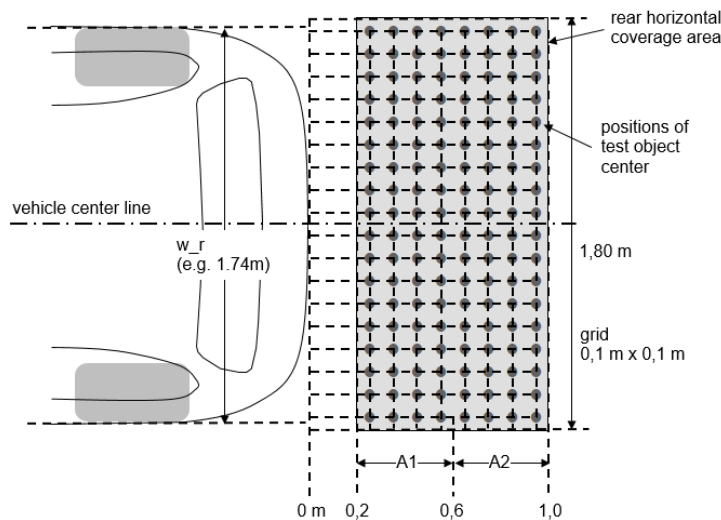 rear horizontal
coverage area
positions of
test object
center
vehicle center line
w_r
(e.g. 1.74m)
1,80 m
grid
0,1 m x 0,1 m
A1
A2
0 m
0,2
0,6
1,0